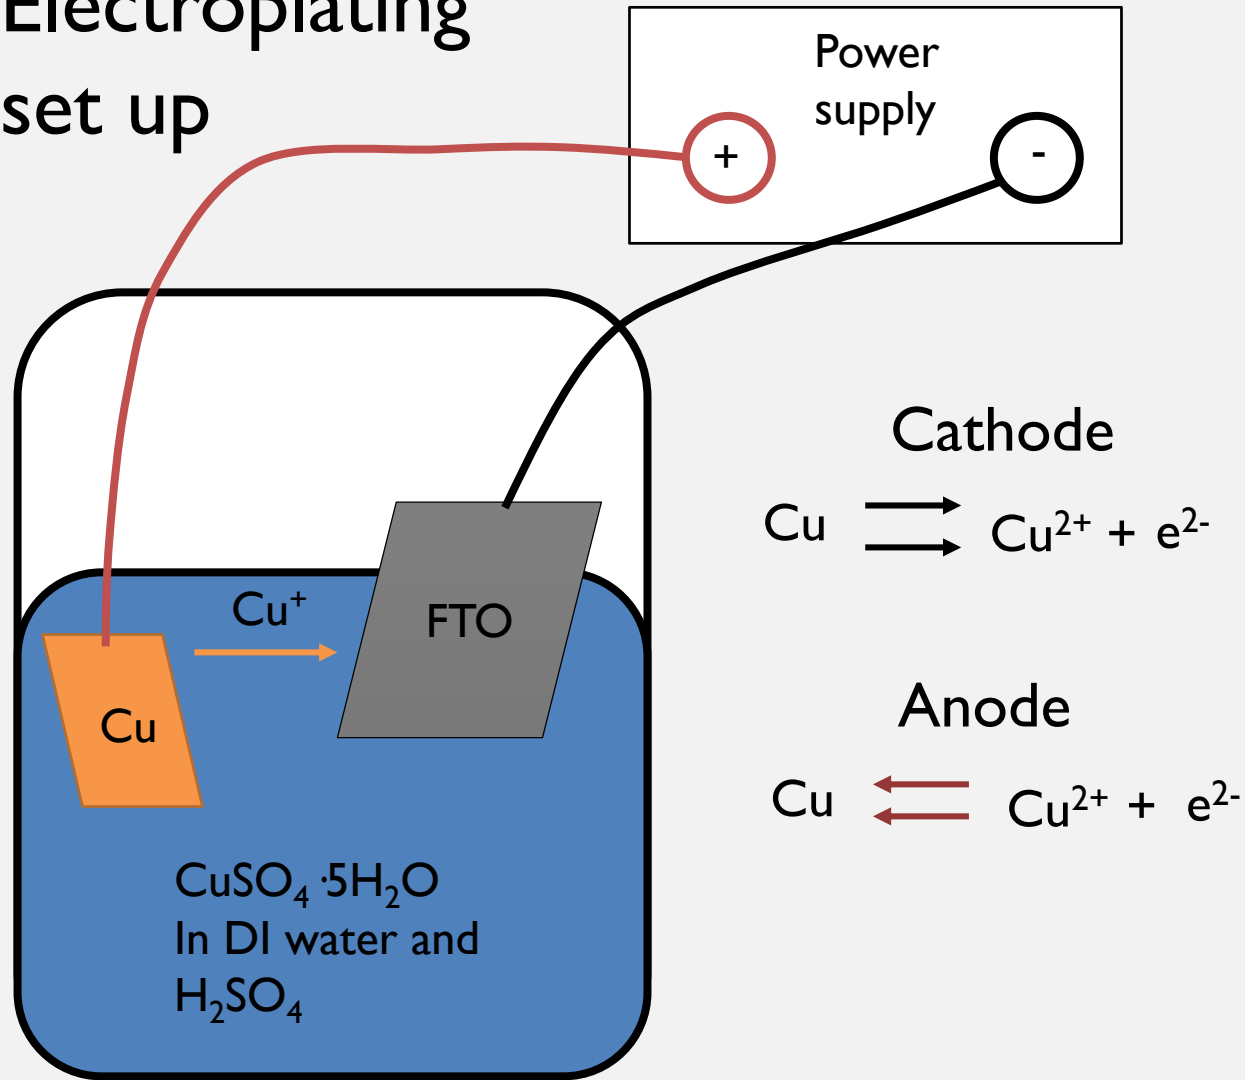 Electroplating
set up
Power
supply
+
-
Cathode
Cu Cu²⁺ + e²⁻
Cu⁺
FTO
Cu
Anode
Cu Cu²⁺ + e²⁻
CuSO₄ ·5H₂O
In DI water and
H₂SO₄